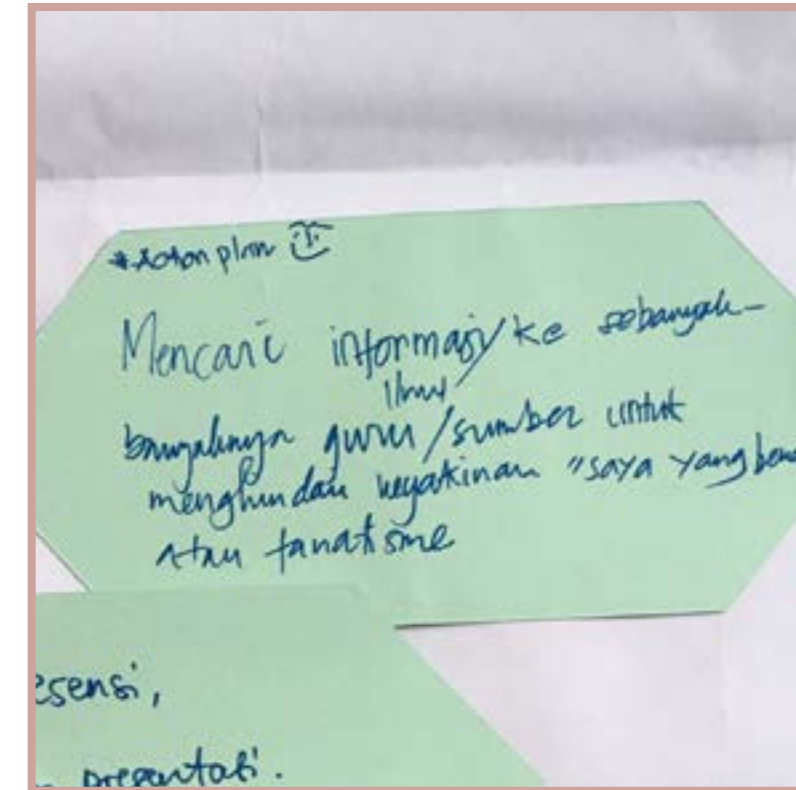 *Action plan
Mencari informasi/ke sebanyak-
ilmu
banyaknya guru/sumber untuk
menghindari keyakinan "saya yang
atau fanatisme
esensi,
presentasi.